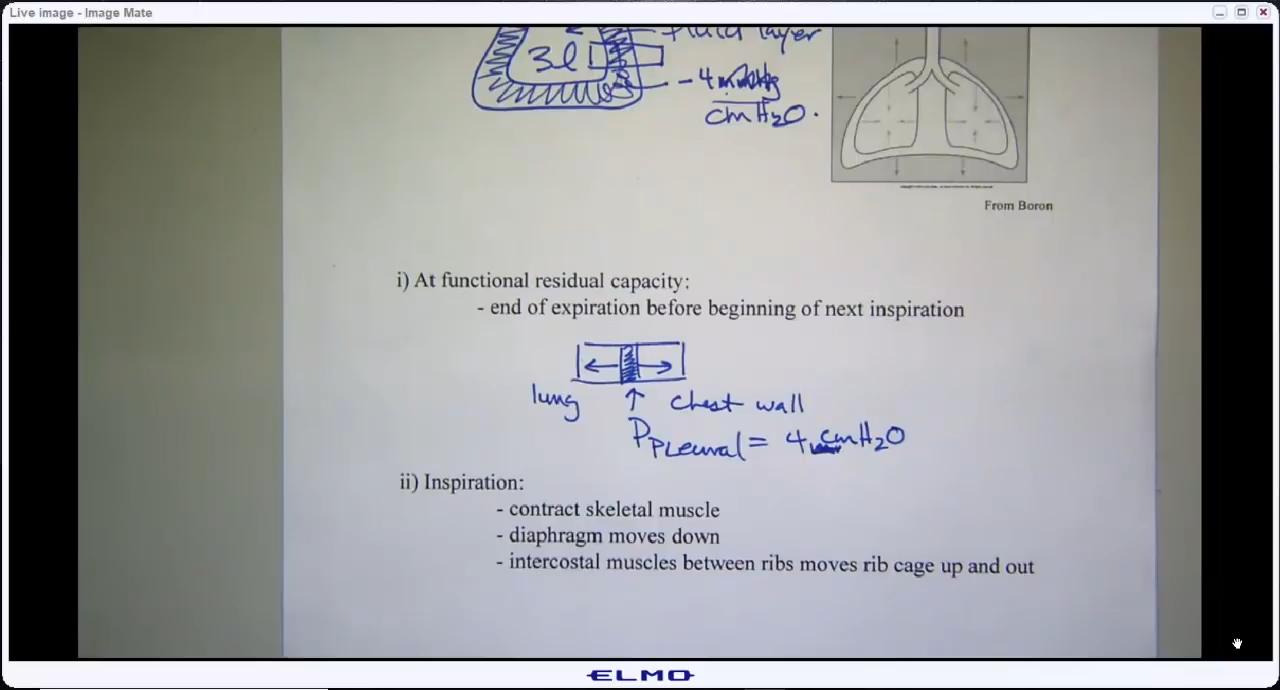 Live image - Image Mate
fluid layer
3l
- 4 mmHg
cmH₂O.
From Boron
i) At functional residual capacity:
- end of expiration before beginning of next inspiration
lung ↑ chest wall
P Pleural = 4 cmH₂O
ii) Inspiration:
- contract skeletal muscle
- diaphragm moves down
- intercostal muscles between ribs moves rib cage up and out
ELMO